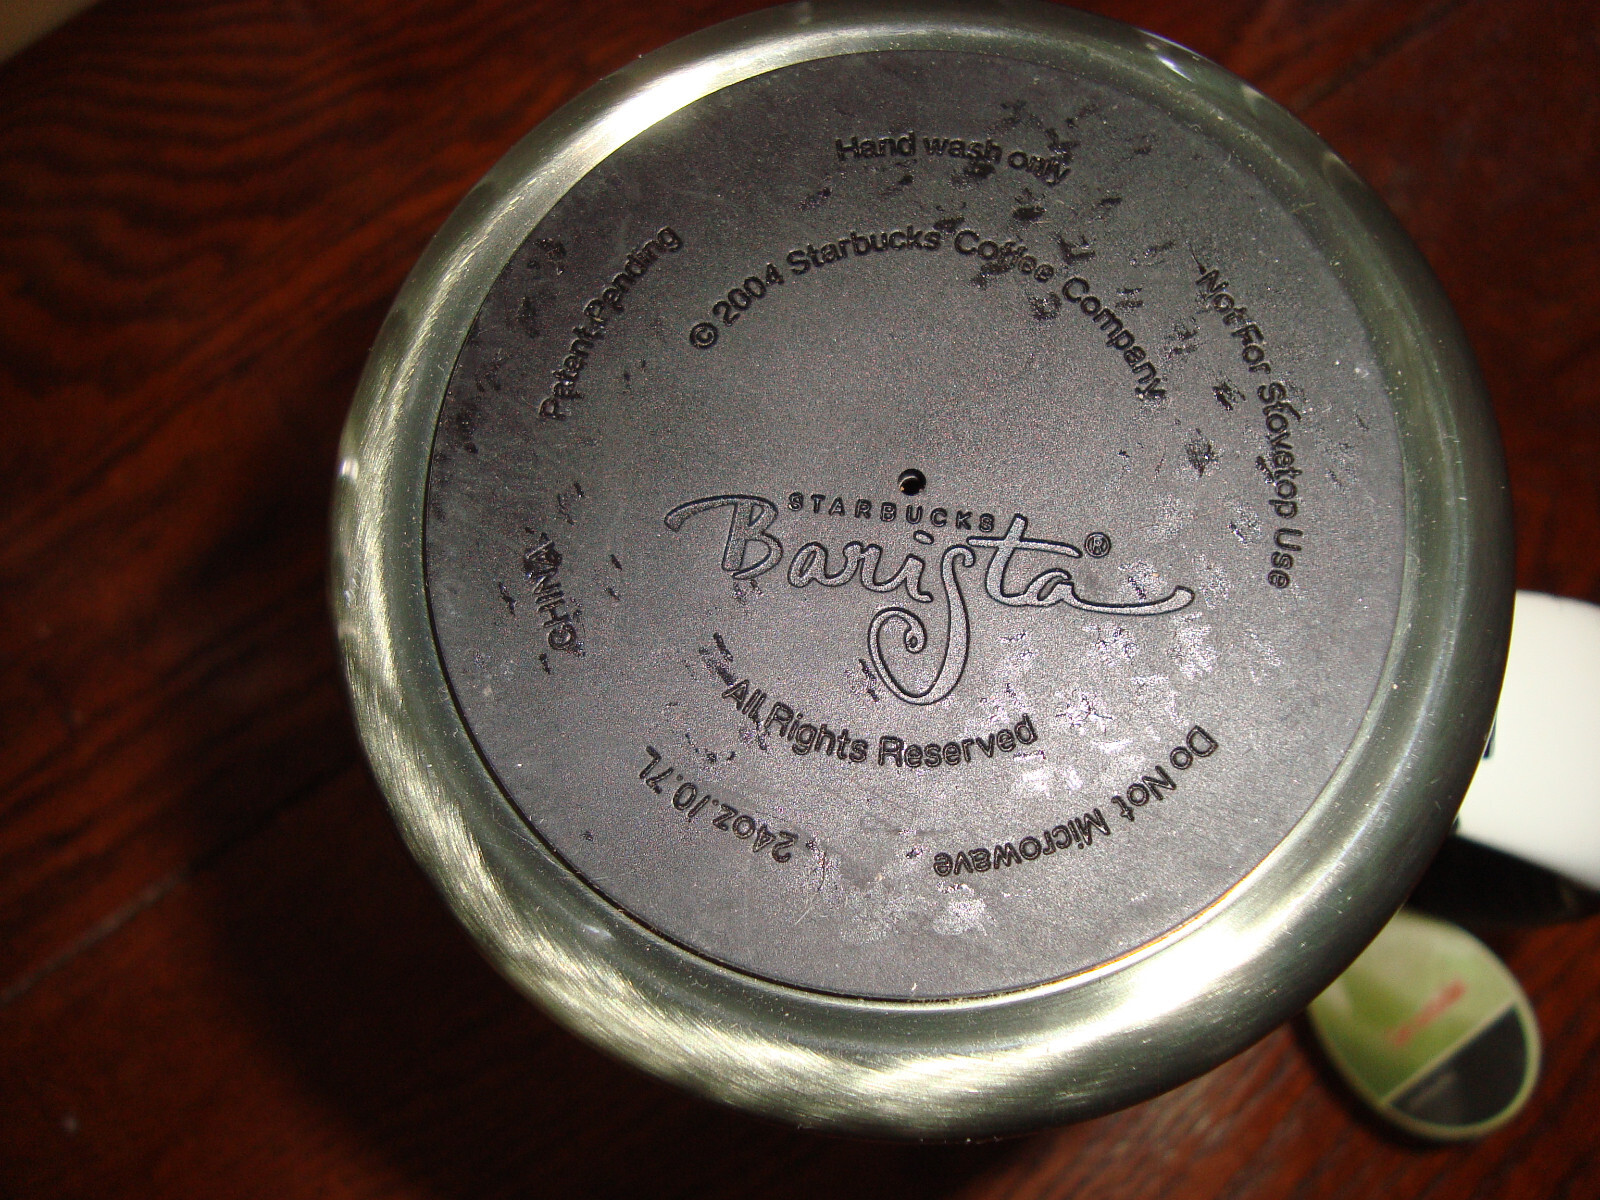 Hand wash only
Patent Pending
© 2004 Starbucks Coffee Company
Not For Stovetop Use
STARBUCKS
Barista®
CHINA
All Rights Reserved
24oz./0.7L
Do Not Microwave